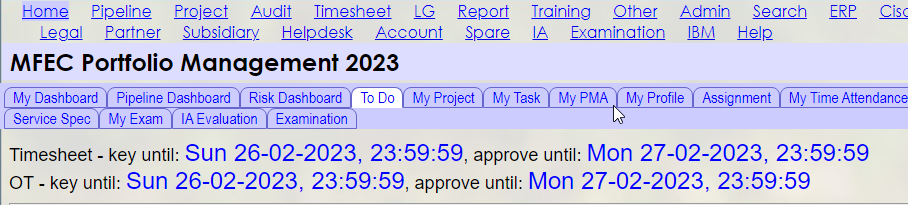 Home Pipeline Project Audit Timesheet LG Report Training Other Admin Search ERP
Legal Partner Subsidiary Helpdesk Account Spare IA Examination IBM Help
MFEC Portfolio Management 2023
My Dashboard Pipeline Dashboard Risk Dashboard To Do My Project My Task My PMA My Profile Assignment My Time Attendance
Service Spec My Exam IA Evaluation Examination
Timesheet - key until: Sun 26-02-2023, 23:59:59, approve until: Mon 27-02-2023, 23:59:59
OT - key until: Sun 26-02-2023, 23:59:59, approve until: Mon 27-02-2023, 23:59:59